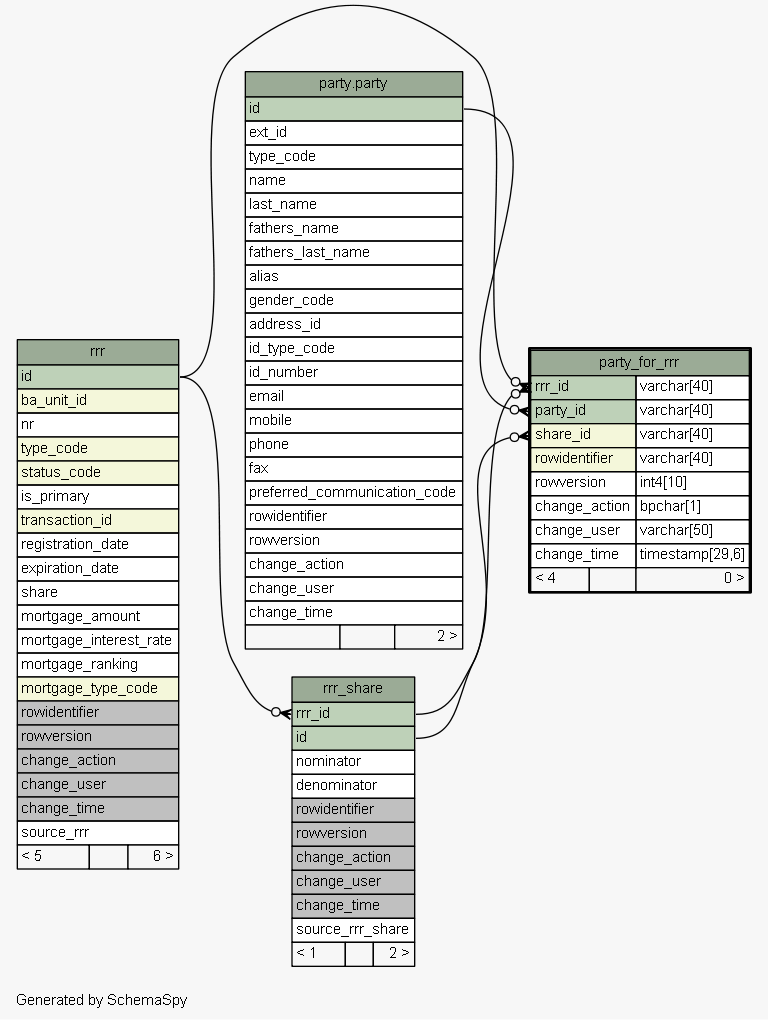 party.party
id
ext_id
type_code
name
last_name
fathers_name
fathers_last_name
alias
gender_code
address_id
id_type_code
id_number
email
mobile
phone
fax
preferred_communication_code
rowidentifier
rowversion
change_action
change_user
change_time
2 >
rrr
id
ba_unit_id
nr
type_code
status_code
is_primary
transaction_id
registration_date
expiration_date
share
mortgage_amount
mortgage_interest_rate
mortgage_ranking
mortgage_type_code
rowidentifier
rowversion
change_action
change_user
change_time
source_rrr
< 5 6 >
party_for_rrr
rrr_id varchar[40]
party_id varchar[40]
share_id varchar[40]
rowidentifier varchar[40]
rowversion int4[10]
change_action bpchar[1]
change_user varchar[50]
change_time timestamp[29,6]
< 4 0 >
rrr_share
rrr_id
id
nominator
denominator
rowidentifier
rowversion
change_action
change_user
change_time
source_rrr_share
< 1 2 >
Generated by SchemaSpy